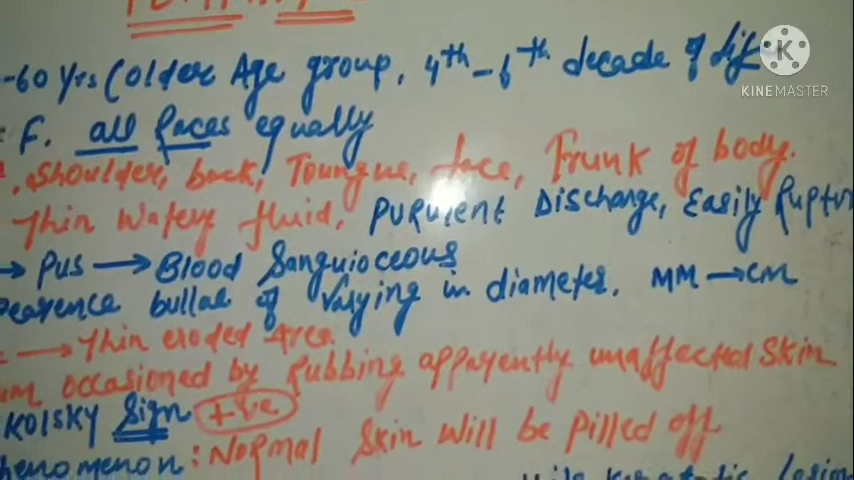 -60 Yrs (Older Age group, 4th - 6th decade of
KINEMASTER
F. all Races equally
, Shoulder, back, Toungue, face, Trunk of body.
Thin watery fluid, PURULENT Discharge, Easily Ruptur
→ Pus → Blood Sanguioceous
pearence bullae of Varying in diameter. MM → CM
→ Thin eroded Area.
um occasioned by Rubbing apparently unaffected Skin
KOLSKY Sign +ve
henomenon: Normal Skin will be pilled off